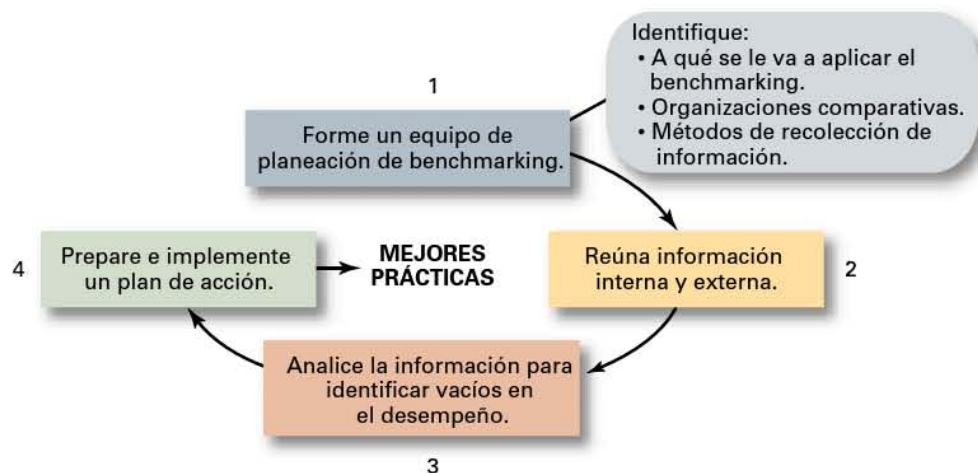 1
Forme un equipo de
planeación de benchmarking.
Identifique:
• A qué se le va a aplicar el
benchmarking.
• Organizaciones comparativas.
• Métodos de recolección de
información.
Reúna información
interna y externa.
2
Analice la información para
identificar vacíos en
el desempeño.
3
4
Prepare e implemente
un plan de acción.
MEJORES
PRÁCTICAS